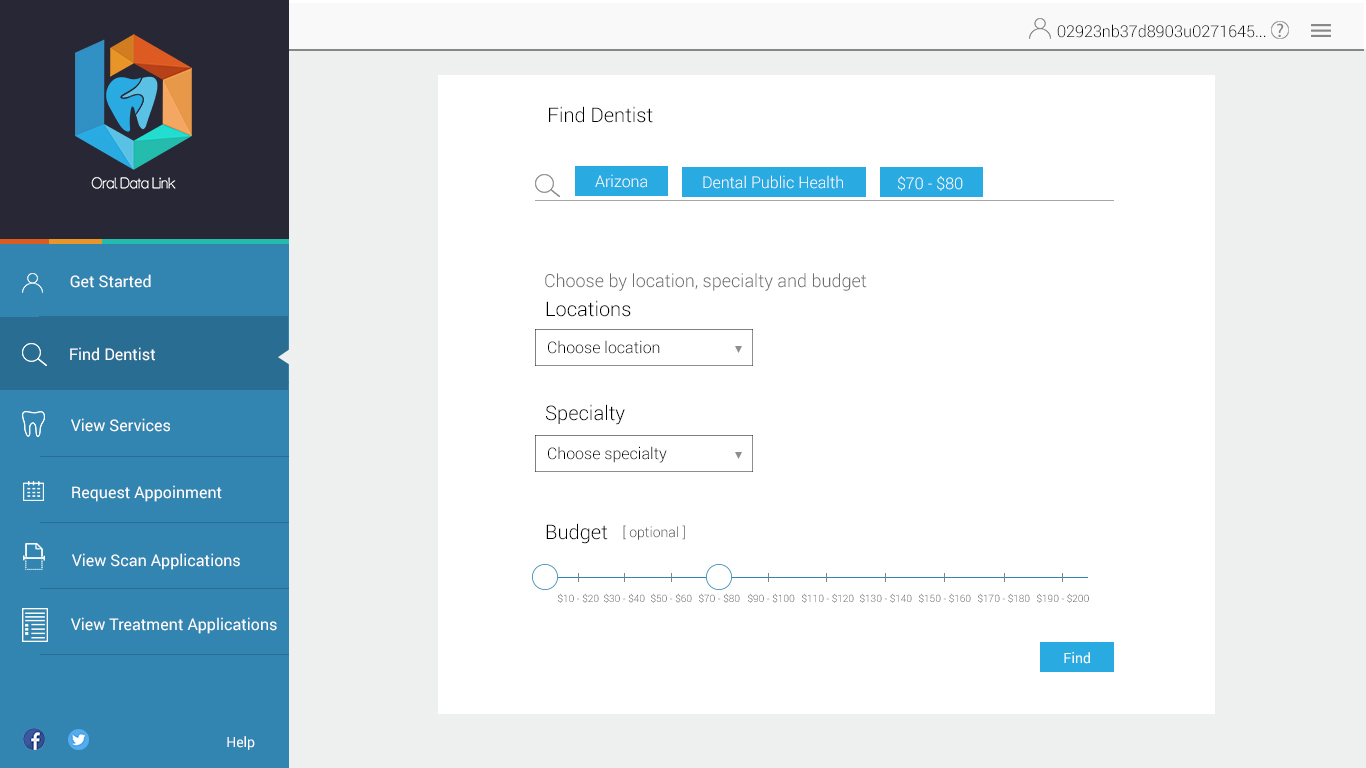 02923nb37d8903u0271645...
Oral Data Link
Get Started
Find Dentist
View Services
Request Appoinment
View Scan Applications
View Treatment Applications
Help
Find Dentist
Arizona Dental Public Health $70 - $80
Choose by location, specialty and budget
Locations
Choose location
Specialty
Choose specialty
Budget [ optional ]
$10 - $20 $30 - $40 $50 - $60 $70 - $80 $90 - $100 $110 - $120 $130 - $140 $150 - $160 $170 - $180 $190 - $200
Find